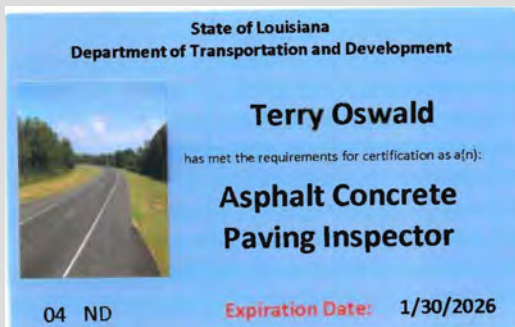 State of Louisiana
Department of Transportation and Development
Terry Oswald
has met the requirements for certification as a(n):
Asphalt Concrete
Paving Inspector
04 ND
Expiration Date: 1/30/2026